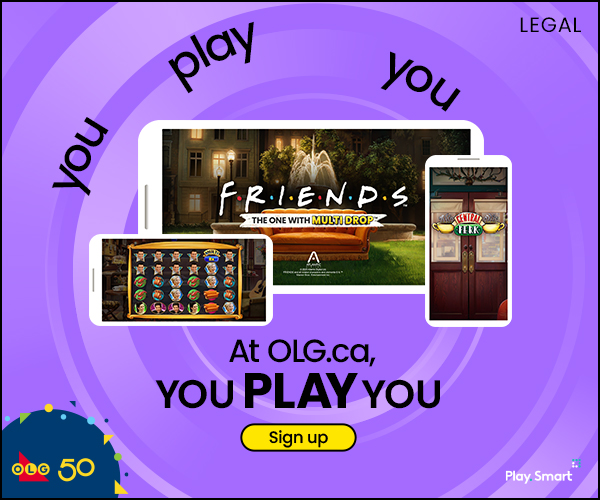 LEGAL
you play you
F·R·I·E·N·D·S
THE ONE WITH MULTI DROP
CENTRAL
PERK
At OLG.ca,
YOU PLAY YOU
Sign up
OLG 50
Play Smart